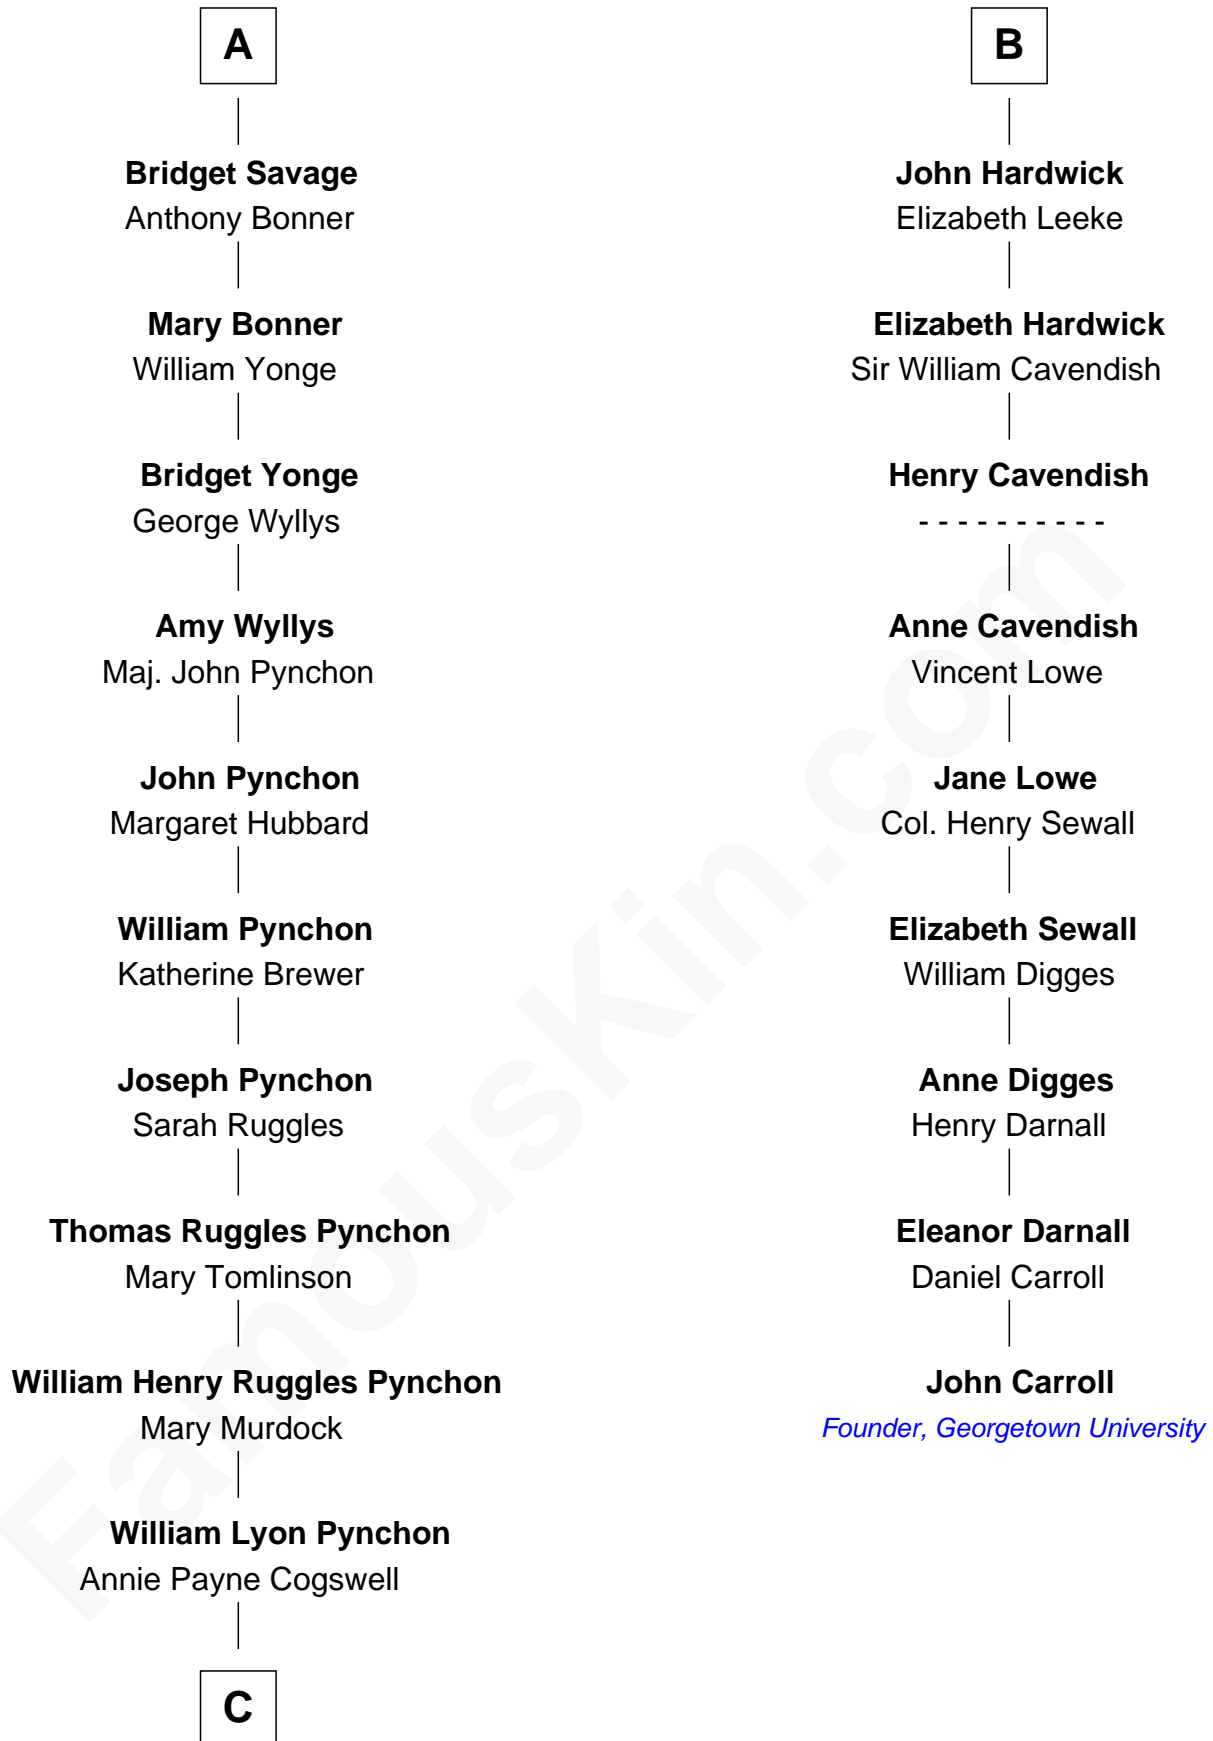 A
Bridget Savage
Anthony Bonner
Mary Bonner
William Yonge
Bridget Yonge
George Wyllys
Amy Wyllys
Maj. John Pynchon
John Pynchon
Margaret Hubbard
William Pynchon
Katherine Brewer
Joseph Pynchon
Sarah Ruggles
Thomas Ruggles Pynchon
Mary Tomlinson
William Henry Ruggles Pynchon
Mary Murdock
William Lyon Pynchon
Annie Payne Cogswell
C
B
John Hardwick
Elizabeth Leeke
Elizabeth Hardwick
Sir William Cavendish
Henry Cavendish
- - - - - - - - - -
Anne Cavendish
Vincent Lowe
Jane Lowe
Col. Henry Sewall
Elizabeth Sewall
William Digges
Anne Digges
Henry Darnall
Eleanor Darnall
Daniel Carroll
John Carroll
Founder, Georgetown University
FamousKin.com